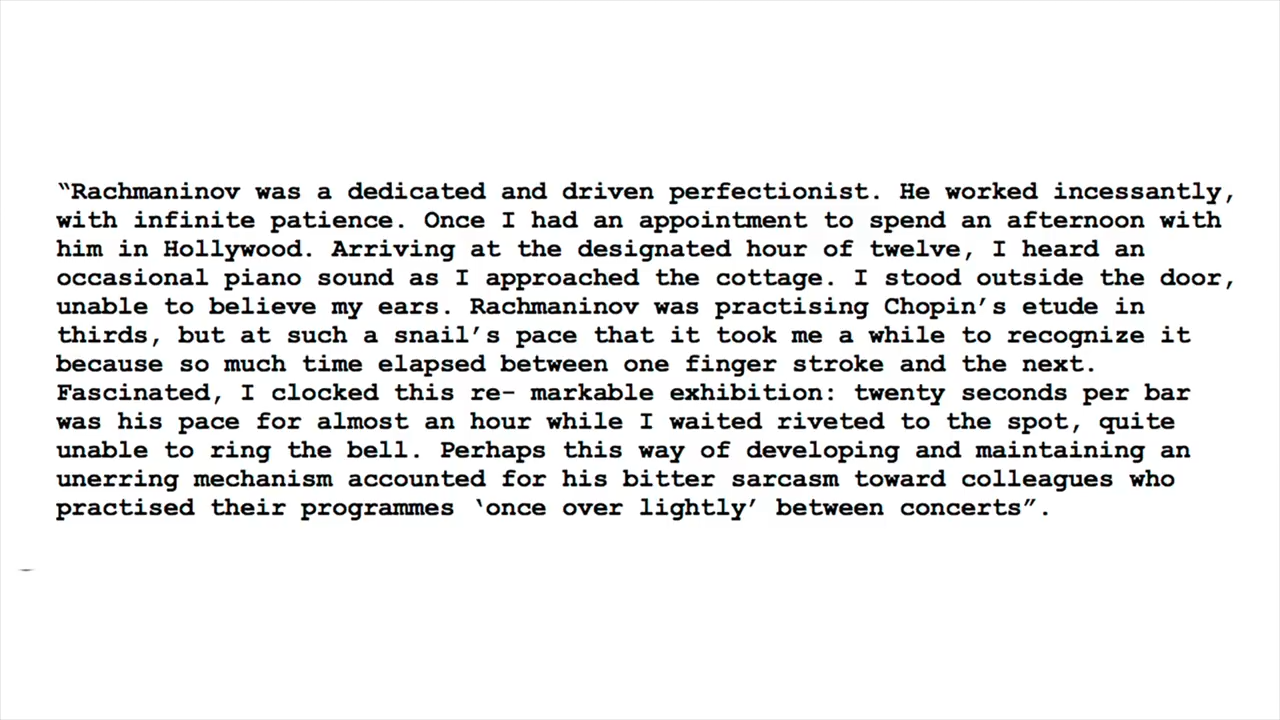 “Rachmaninov was a dedicated and driven perfectionist. He worked incessantly,
with infinite patience. Once I had an appointment to spend an afternoon with
him in Hollywood. Arriving at the designated hour of twelve, I heard an
occasional piano sound as I approached the cottage. I stood outside the door,
unable to believe my ears. Rachmaninov was practising Chopin’s etude in
thirds, but at such a snail’s pace that it took me a while to recognize it
because so much time elapsed between one finger stroke and the next.
Fascinated, I clocked this re- markable exhibition: twenty seconds per bar
was his pace for almost an hour while I waited riveted to the spot, quite
unable to ring the bell. Perhaps this way of developing and maintaining an
unerring mechanism accounted for his bitter sarcasm toward colleagues who
practised their programmes ‘once over lightly’ between concerts”.